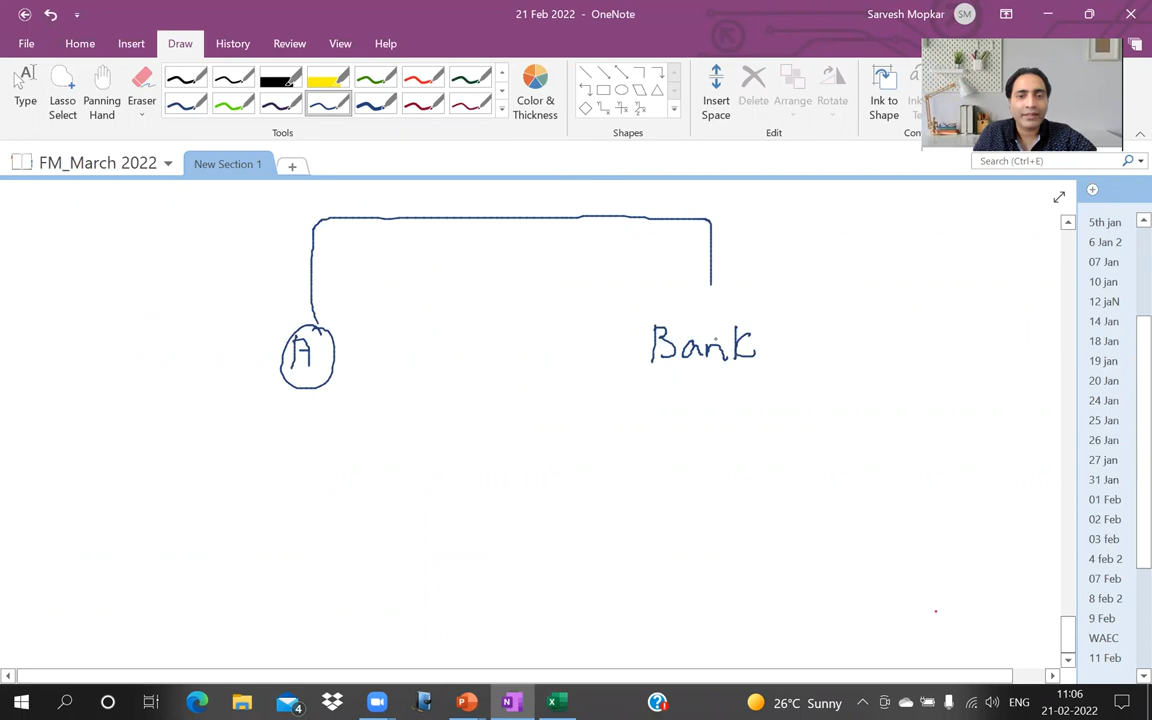 21 Feb 2022 - OneNote
Sarvesh Mopkar
SM
File
Home
Insert
Draw
History
Review
View
Help
Type
Lasso
Select
Panning
Hand
Eraser
Color &
Thickness
Insert
Space
Delete
Arrange
Rotate
Ink to
Shape
Tools
Shapes
Edit
FM_March 2022
New Section 1
Search (Ctrl+E)
A
Bank
5th jan
6 Jan 2
07 Jan
10 jan
12 jaN
14 Jan
18 Jan
19 jan
20 Jan
24 Jan
25 Jan
26 Jan
27 jan
31 Jan
01 Feb
02 Feb
03 feb
4 feb 2
07 Feb
8 feb 2
9 Feb
WAEC
11 Feb
4
26°C Sunny
ENG
11:06
21-02-2022